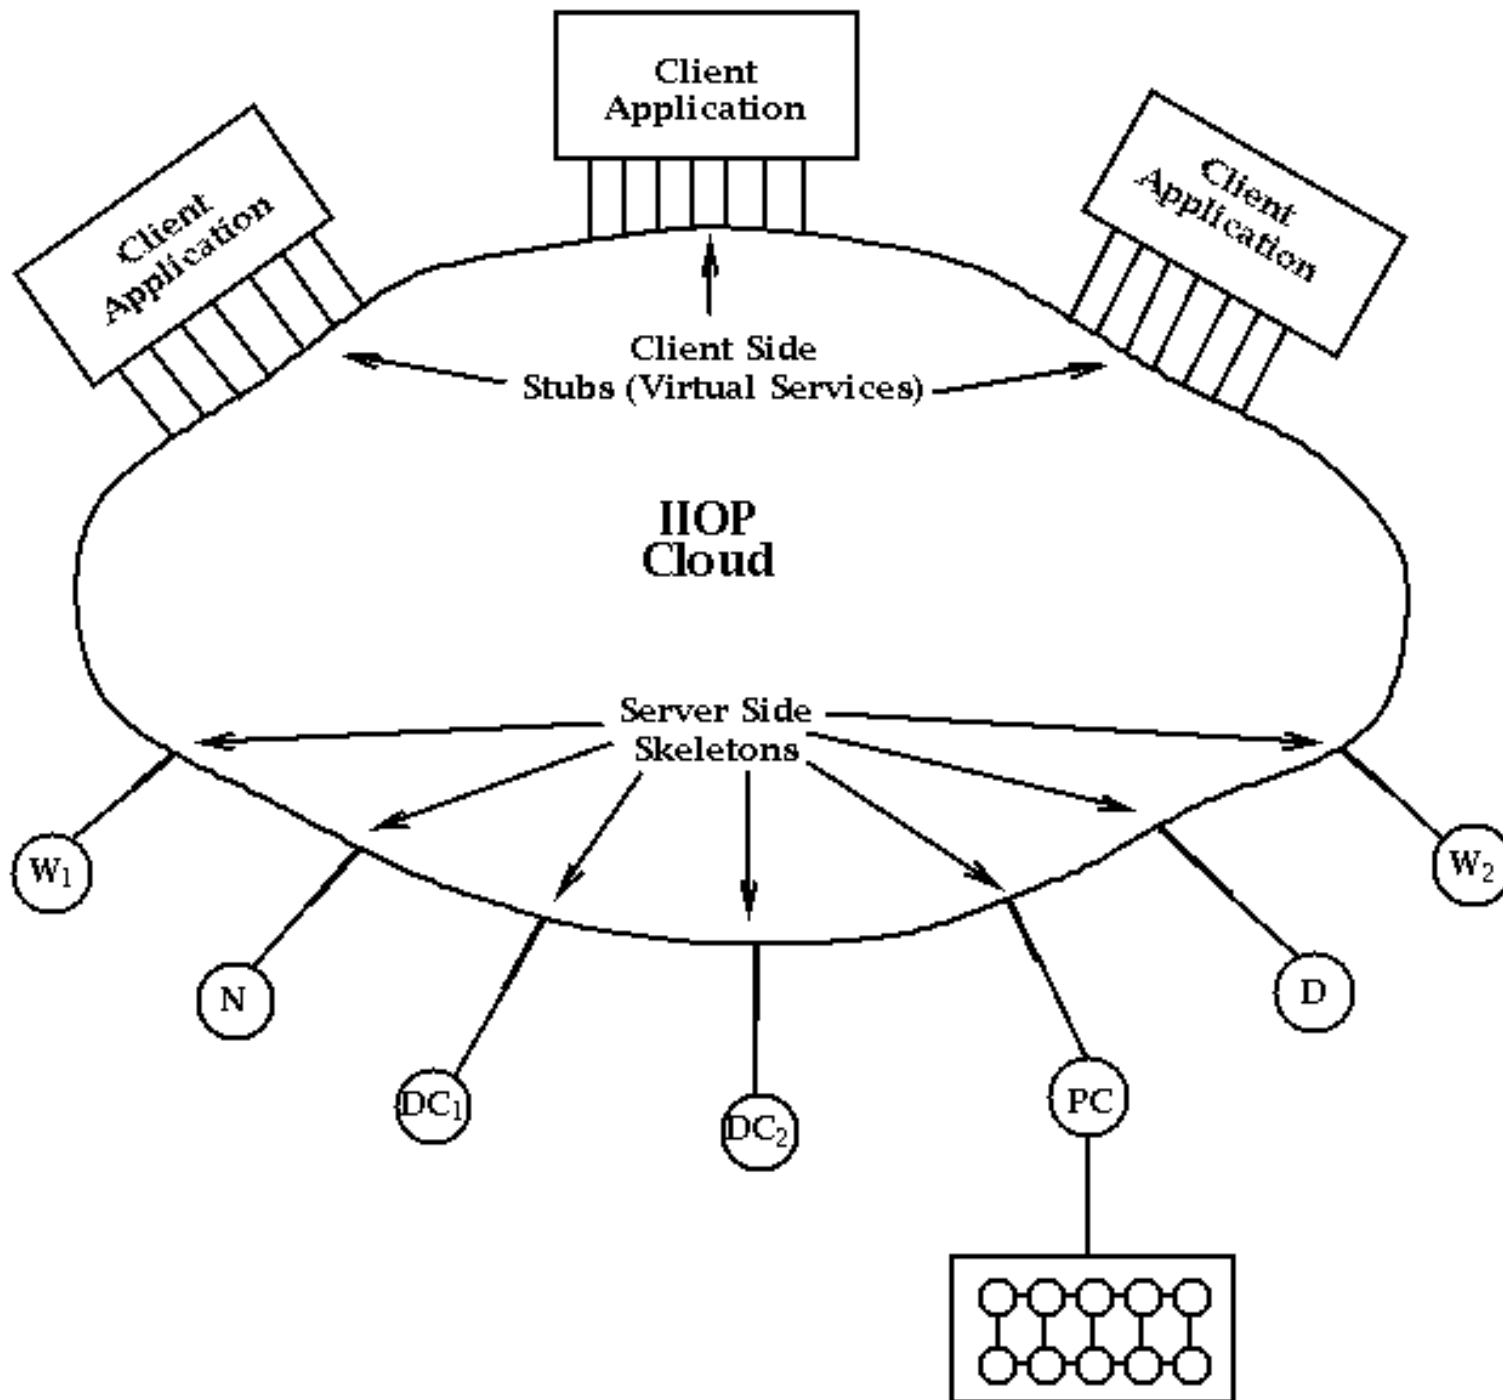 Client
Application
Client
Application
Client
Application
Client Side
Stubs (Virtual Services)
IIOP
Cloud
Server Side
Skeletons
W₁
N
DC₁
DC₂
PC
D
W₂